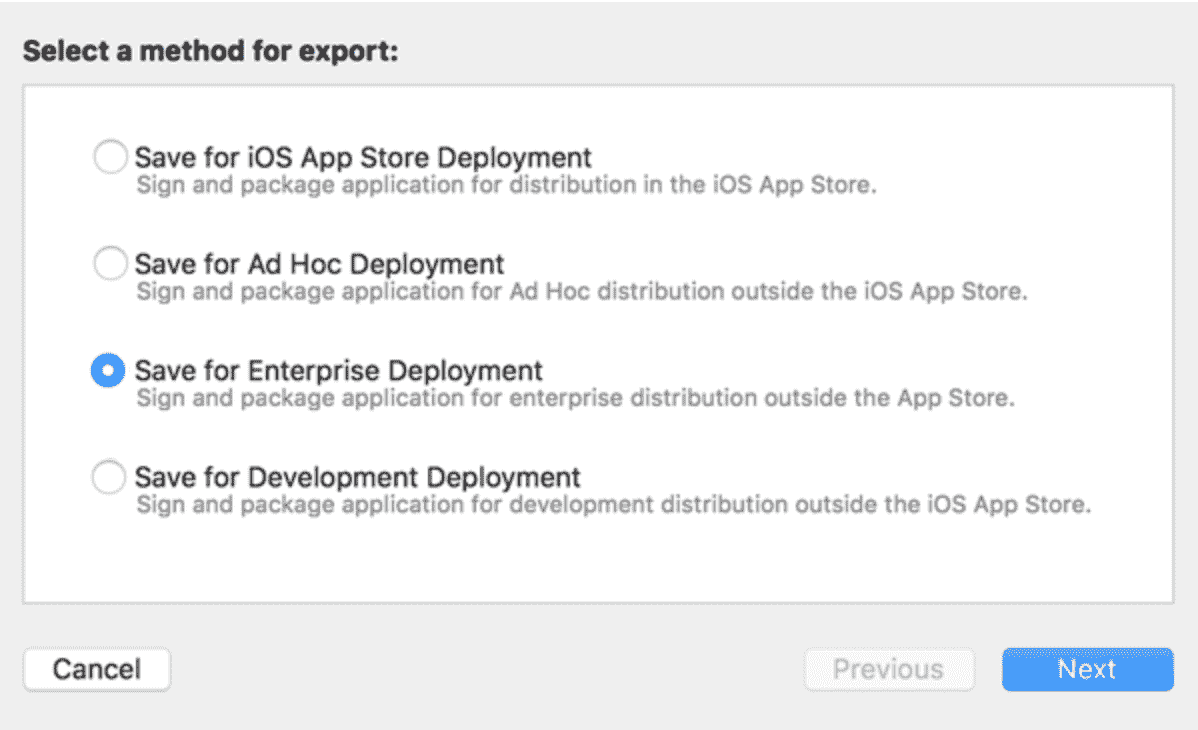 Select a method for export:
Save for iOS App Store Deployment
Sign and package application for distribution in the iOS App Store.
Save for Ad Hoc Deployment
Sign and package application for Ad Hoc distribution outside the iOS App Store.
Save for Enterprise Deployment
Sign and package application for enterprise distribution outside the App Store.
Save for Development Deployment
Sign and package application for development distribution outside the iOS App Store.
Cancel Previous Next